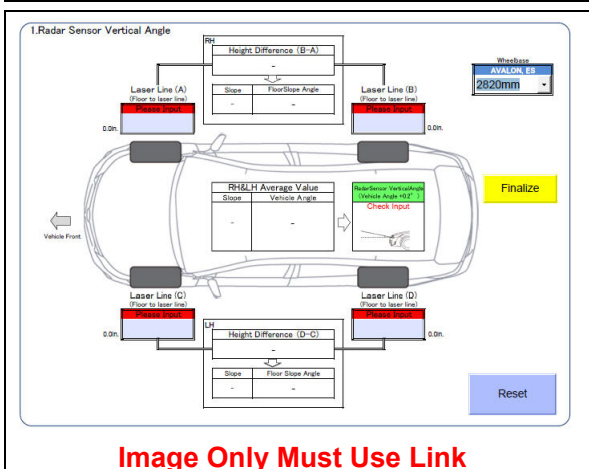 1.Radar Sensor Vertical Angle
RH
Height Difference (B-A)
-
Slope FloorSlope Angle
- -
Wheelbase
AVALON, ES
2820mm
Laser Line (A)
(Floor to laser line)
Please Input
0.0in.
Laser Line (B)
(Floor to laser line)
Please Input
0.0in.
RH&LH Average Value
Slope Vehicle Angle
- -
RadarSensor VerticalAngle
(Vehicle Angle +0.2°)
Check Input
Finalize
Vehicle Front
Laser Line (C)
(Floor to laser line)
Please Input
0.0in.
Laser Line (D)
(Floor to laser line)
Please Input
0.0in.
LH
Height Difference (D-C)
-
Slope Floor Slope Angle
- -
Reset
Image Only Must Use Link